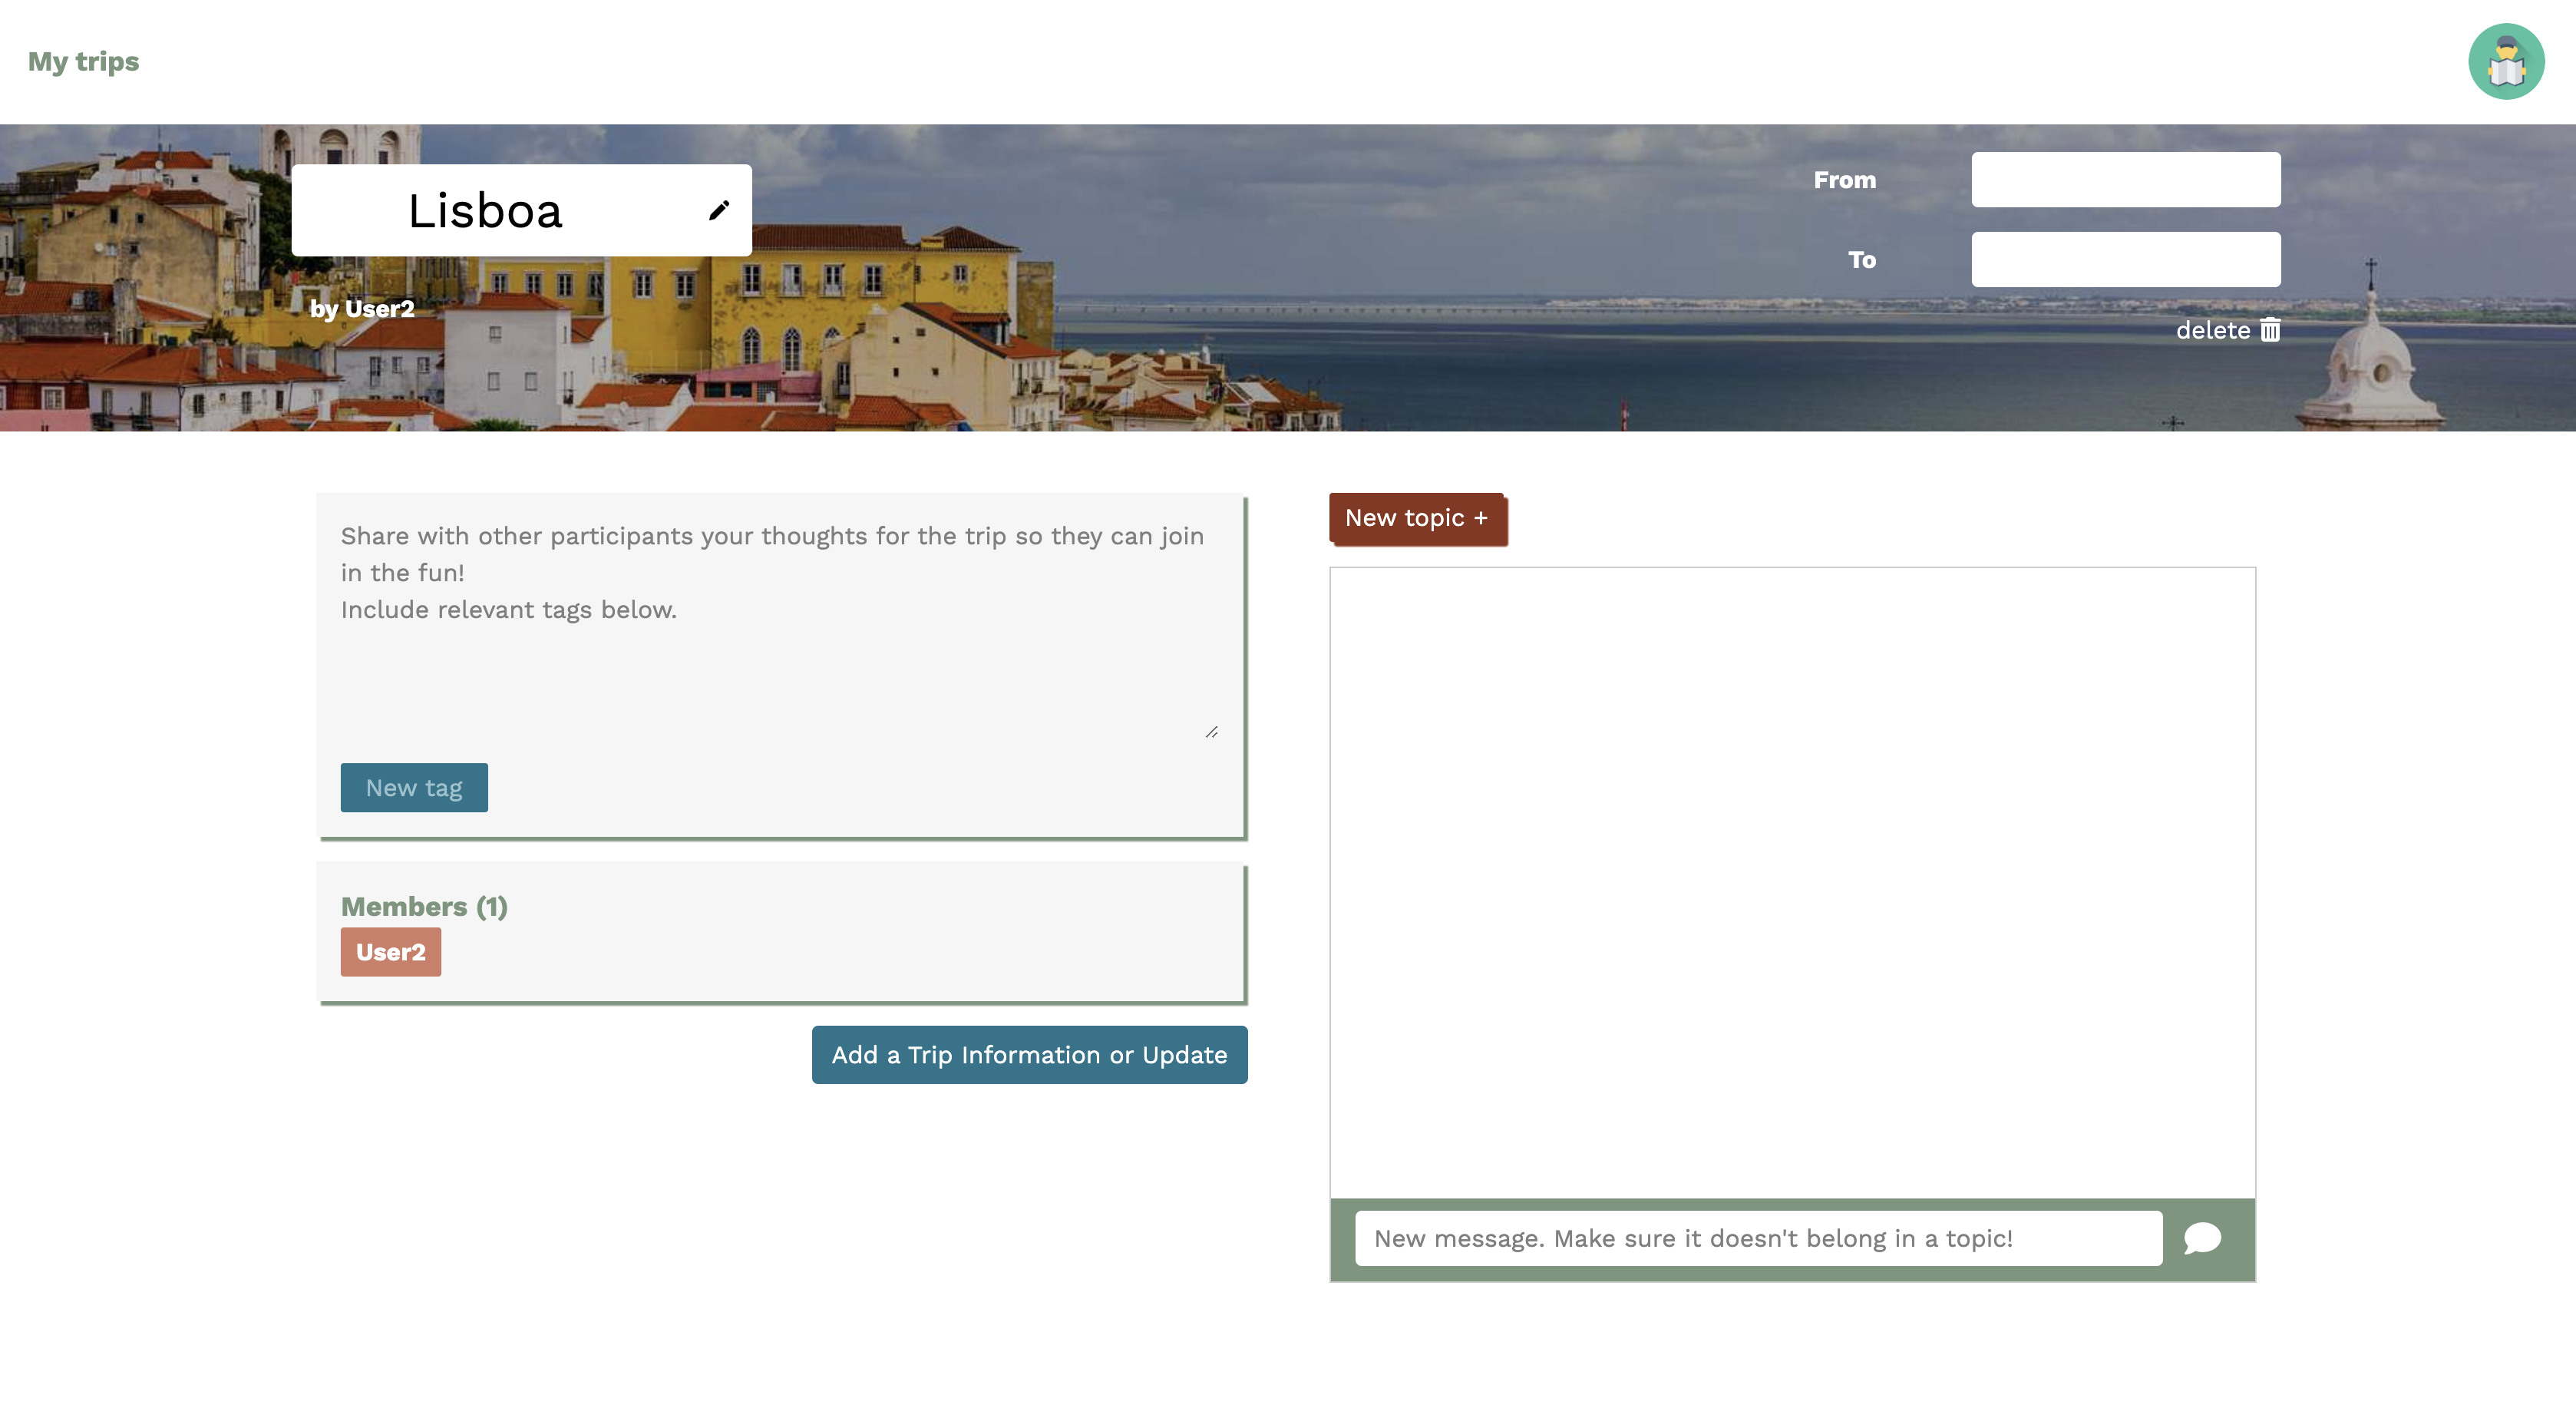 My trips
Lisboa
by User2
From
To
delete
Share with other participants your thoughts for the trip so they can join
in the fun!
Include relevant tags below.
New tag
Members (1)
User2
Add a Trip Information or Update
New topic +
New message. Make sure it doesn't belong in a topic!